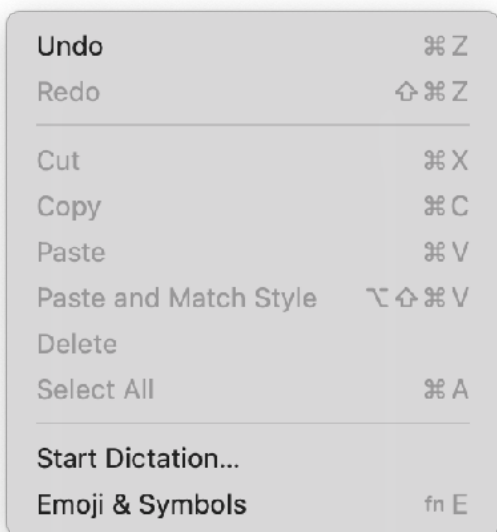 Undo ⌘ Z
Redo ⇧ ⌘ Z
Cut ⌘ X
Copy ⌘ C
Paste ⌘ V
Paste and Match Style ⌥ ⇧ ⌘ V
Delete
Select All ⌘ A
Start Dictation...
Emoji & Symbols fn E